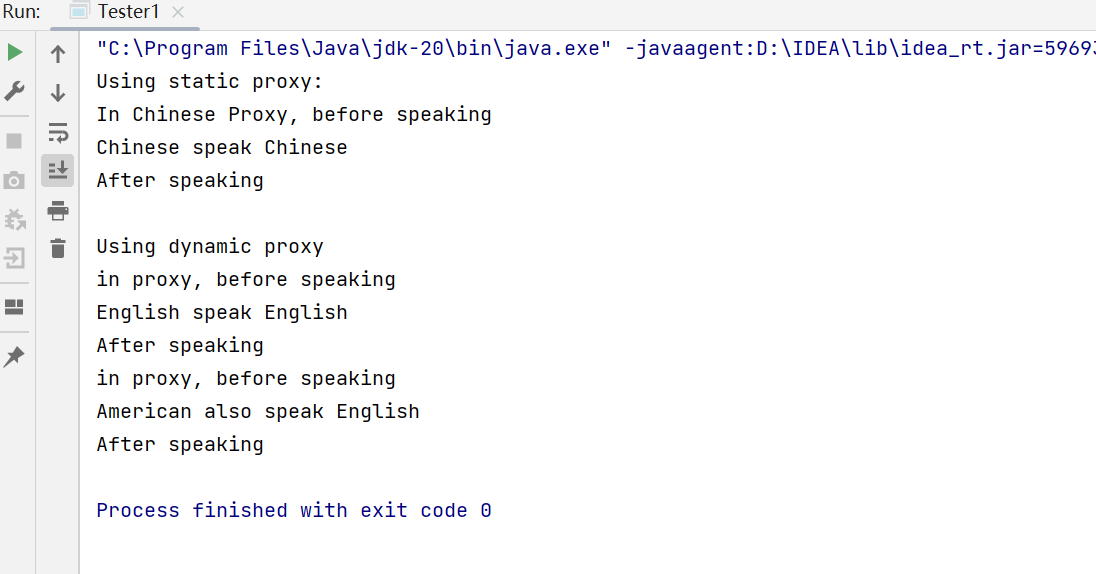 Run: Tester1
"C:\Program Files\Java\jdk-20\bin\java.exe" -javaagent:D:\IDEA\lib\idea_rt.jar=59693
Using static proxy:
In Chinese Proxy, before speaking
Chinese speak Chinese
After speaking
Using dynamic proxy
in proxy, before speaking
English speak English
After speaking
in proxy, before speaking
American also speak English
After speaking
Process finished with exit code 0